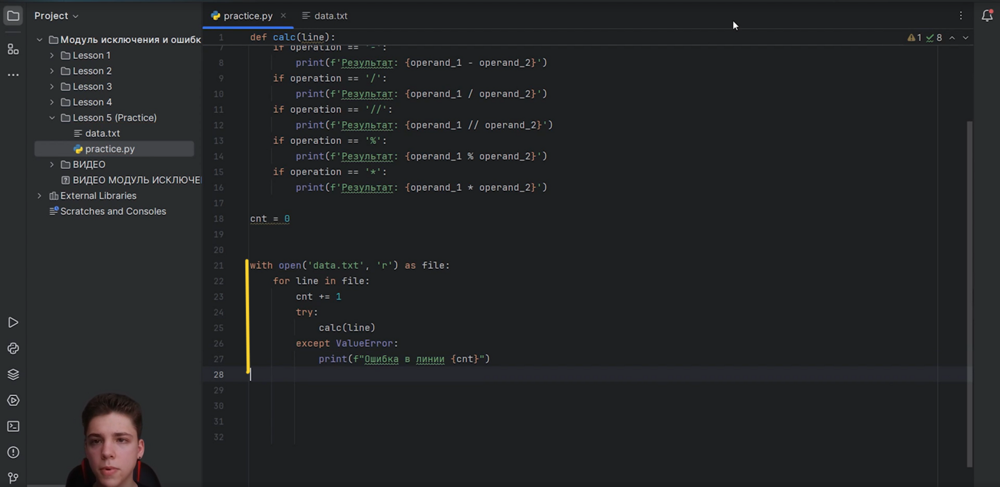 Project
practice.py
data.txt
Модуль исключения и ошибк
Lesson 1
Lesson 2
Lesson 3
Lesson 4
Lesson 5 (Practice)
data.txt
practice.py
ВИДЕО
ВИДЕО МОДУЛЬ ИСКЛЮЧЕ
External Libraries
Scratches and Consoles
1 def calc(line):
1 8
7 if operation == '-':
8 print(f'Результат: {operand_1 - operand_2}')
9 if operation == '/':
10 print(f'Результат: {operand_1 / operand_2}')
11 if operation == '//':
12 print(f'Результат: {operand_1 // operand_2}')
13 if operation == '%':
14 print(f'Результат: {operand_1 % operand_2}')
15 if operation == '*':
16 print(f'Результат: {operand_1 * operand_2}')
17
18 cnt = 0
19
20
21 with open('data.txt', 'r') as file:
22 for line in file:
23 cnt += 1
24 try:
25 calc(line)
26 except ValueError:
27 print(f"Ошибка в линии {cnt}")
28
29
30
31
32